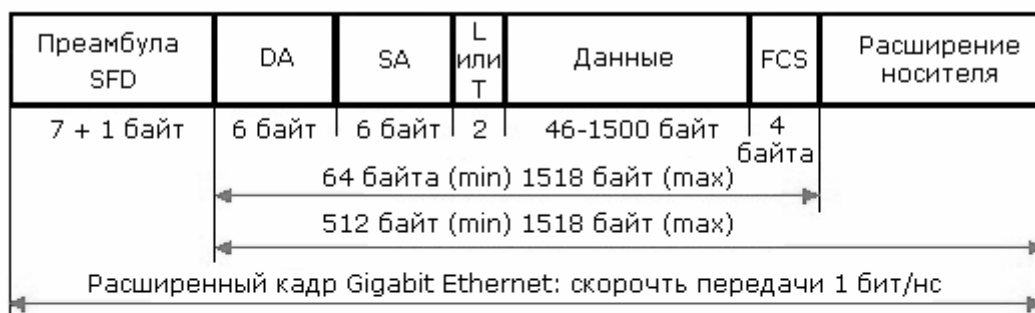 Преамбула
SFD
DA
SA
L
или
T
Данные
FCS
Расширение
носителя
7 + 1 байт
6 байт
6 байт
2
46-1500 байт
4
байта
64 байта (min) 1518 байт (max)
512 байт (min) 1518 байт (max)
Расширенный кадр Gigabit Ethernet: скорочть передачи 1 бит/нс